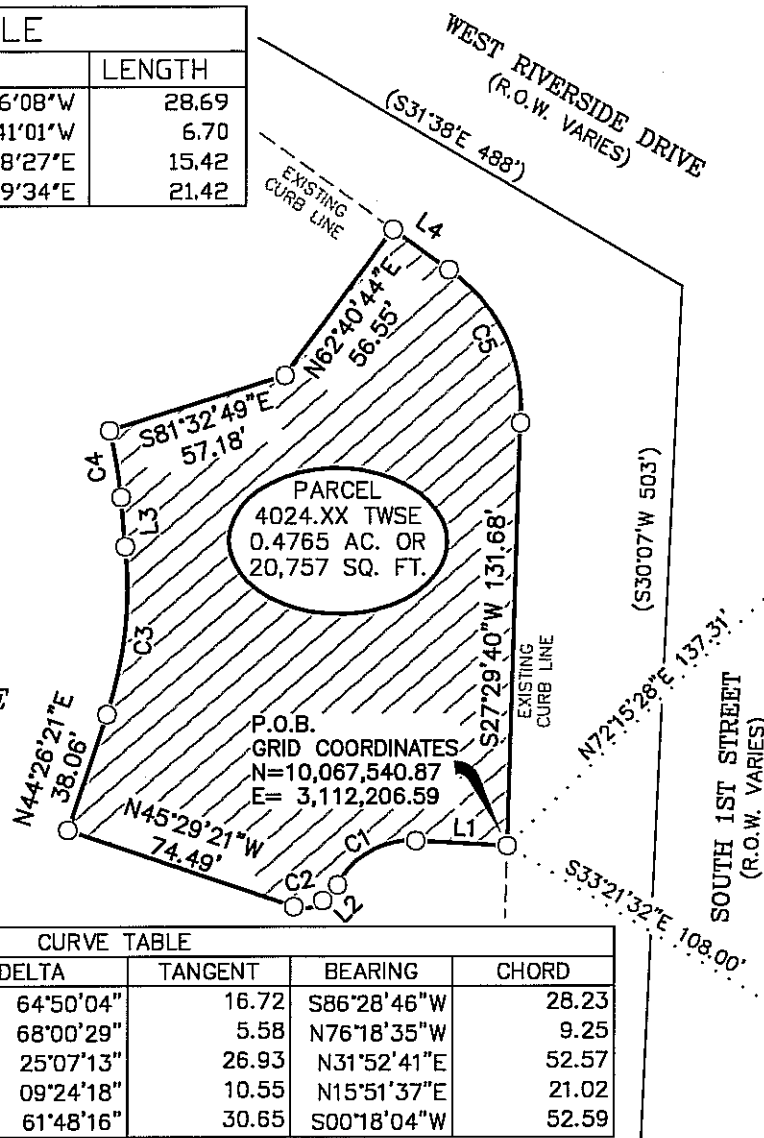 LE
LENGTH
6'08"W 28.69
41'01"W 6.70
8'27"E 15.42
9'34"E 21.42
WEST RIVERSIDE DRIVE
(R.O.W. VARIES)
(S31°38'E 488')
EXISTING
CURB LINE
L4
N62°40'44"E
56.55'
C5
S81°32'49"E
57.18'
C4
L3
PARCEL
4024.XX TWSE
0.4765 AC. OR
20,757 SQ. FT.
S27°29'40"W 131.68'
EXISTING
CURB LINE
(S30°07'W 503')
C3
N72°15'28"E 137.31'
SOUTH 1ST STREET
(R.O.W. VARIES)
P.O.B.
GRID COORDINATES
N=10,067,540.87
E= 3,112,206.59
N44°26'21"E
38.06'
N45°29'21"W
74.49'
C1
L1
C2
L2
S33°21'32"E 108.00'
CURVE TABLE
DELTA TANGENT BEARING CHORD
64°50'04" 16.72 S86°28'46"W 28.23
68°00'29" 5.58 N76°18'35"W 9.25
25°07'13" 26.93 N31°52'41"E 52.57
09°24'18" 10.55 N15°51'37"E 21.02
61°48'16" 30.65 S00°18'04"W 52.59